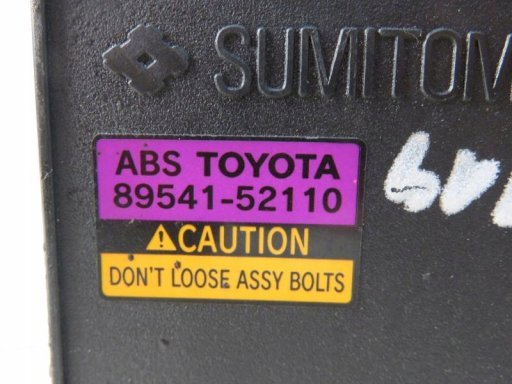 SUMITOM
ABS TOYOTA
89541-52110
⚠CAUTION
DON'T LOOSE ASSY BOLTS